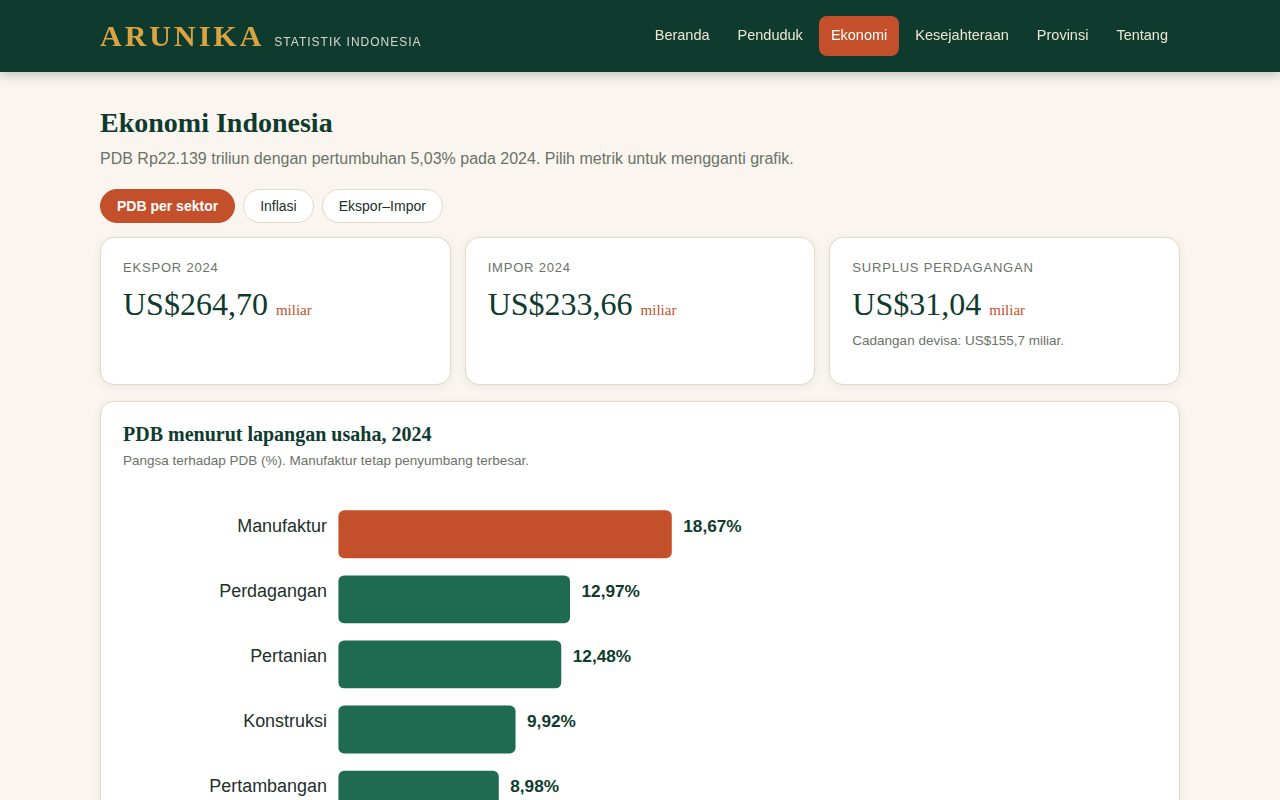 ARUNIKA STATISTIK INDONESIA
Beranda Penduduk Ekonomi Kesejahteraan Provinsi Tentang
Ekonomi Indonesia
PDB Rp22.139 triliun dengan pertumbuhan 5,03% pada 2024. Pilih metrik untuk mengganti grafik.
PDB per sektor Inflasi Ekspor–Impor
EKSPOR 2024
US$264,70 miliar
IMPOR 2024
US$233,66 miliar
SURPLUS PERDAGANGAN
US$31,04 miliar
Cadangan devisa: US$155,7 miliar.
PDB menurut lapangan usaha, 2024
Pangsa terhadap PDB (%). Manufaktur tetap penyumbang terbesar.
Manufaktur 18,67%
Perdagangan 12,97%
Pertanian 12,48%
Konstruksi 9,92%
Pertambangan 8,98%